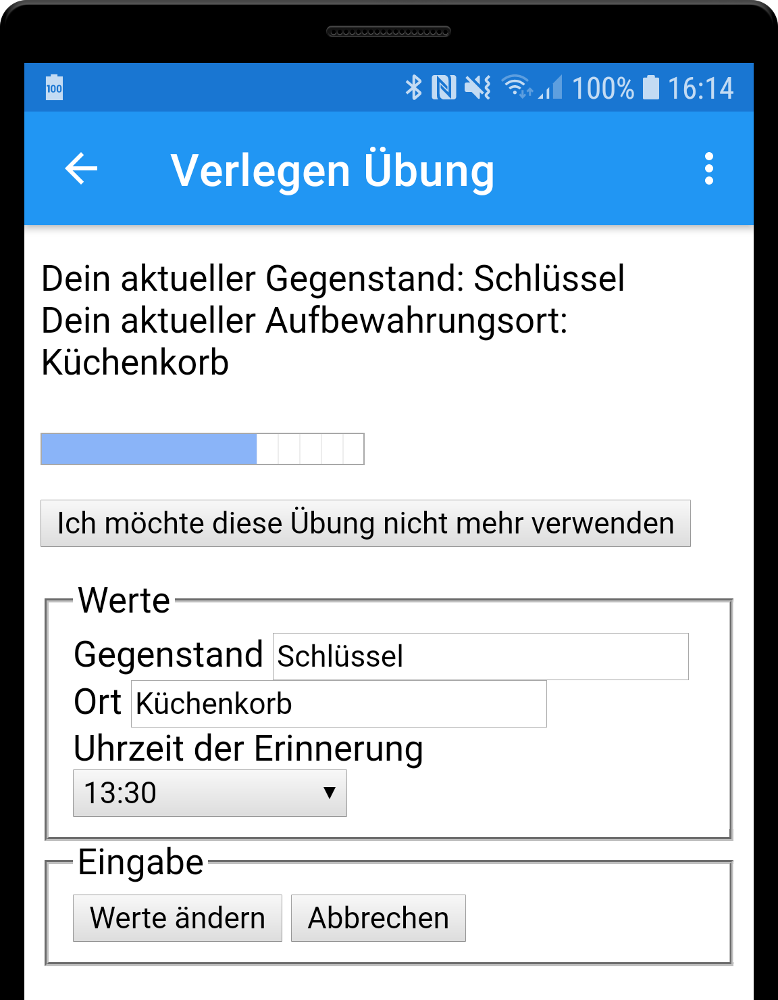 100
100% 16:14
Verlegen Übung
Dein aktueller Gegenstand: Schlüssel
Dein aktueller Aufbewahrungsort:
Küchenkorb
Ich möchte diese Übung nicht mehr verwenden
Werte
Gegenstand Schlüssel
Ort Küchenkorb
Uhrzeit der Erinnerung
13:30
Eingabe
Werte ändern Abbrechen